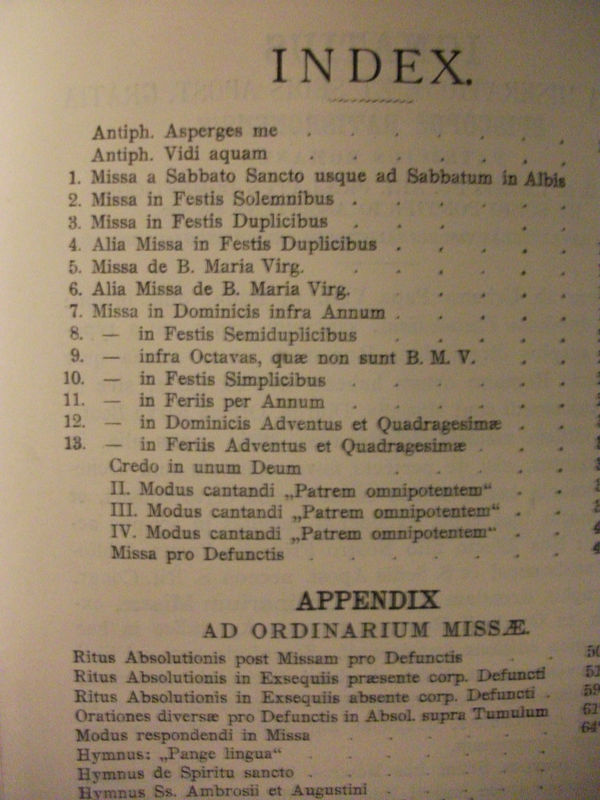 INDEX.
Antiph. Asperges me . . . . . . .
Antiph. Vidi aquam . . . . . . .
1. Missa a Sabbato Sancto usque ad Sabbatum in Albis
2. Missa in Festis Solemnibus . . . . . .
3. Missa in Festis Duplicibus . . . . . .
4. Alia Missa in Festis Duplicibus . . . . .
5. Missa de B. Maria Virg. . . . . . .
6. Alia Missa de B. Maria Virg. . . . . .
7. Missa in Dominicis infra Annum . . . . .
8. — in Festis Semiduplicibus . . . . .
9. — infra Octavas, quæ non sunt B. M. V. . . .
10. — in Festis Simplicibus . . . . . .
11. — in Feriis per Annum . . . . . .
12. — in Dominicis Adventus et Quadragesimæ . .
13. — in Feriis Adventus et Quadragesimæ . . .
Credo in unum Deum . . . . .
II. Modus cantandi „Patrem omnipotentem“ . .
III. Modus cantandi „Patrem omnipotentem“ . .
IV. Modus cantandi „Patrem omnipotentem“ . .
Missa pro Defunctis . . . . . . .
APPENDIX
AD ORDINARIUM MISSÆ.
Ritus Absolutionis post Missam pro Defunctis . .
Ritus Absolutionis in Exsequiis præsente corp. Defuncti
Ritus Absolutionis in Exsequiis absente corp. Defuncti . 59
Orationes diversæ pro Defunctis in Absol. supra Tumulum
Modus respondendi in Missa . . . . .
Hymnus: „Pange lingua“ . . . . . .
Hymnus de Spiritu sancto . . . . . .
Hymnus Ss. Ambrosii et Augustini . . . .